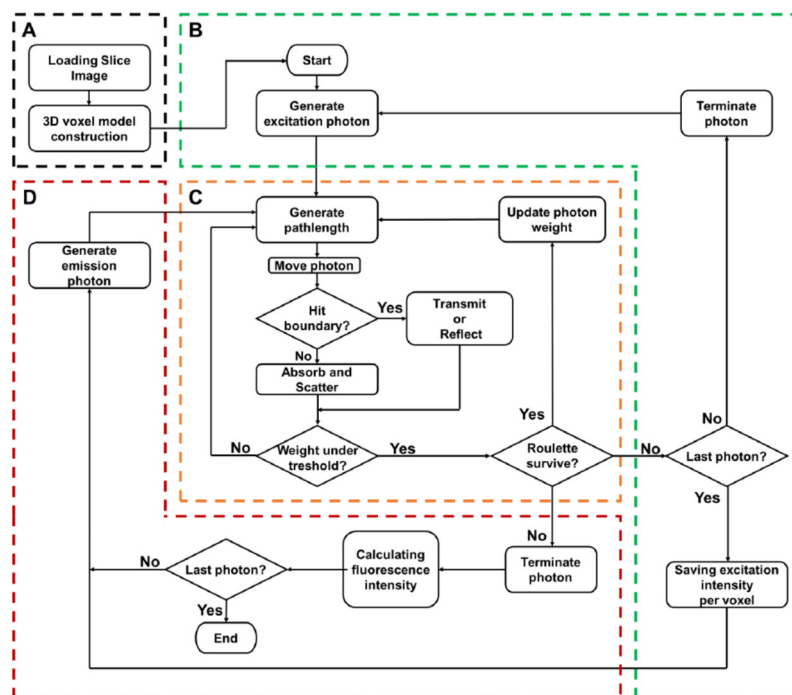 A
B
Loading Slice
Image
3D voxel model
construction
Start
Generate
excitation photon
Terminate
photon
D
C
Generate
emission
photon
Generate
pathlength
Update photon
weight
Move photon
Hit
boundary?
Yes
Transmit
or
Reflect
No
Absorb and
Scatter
No
Weight under
treshold?
Yes
Yes
Roulette
survive?
No
No
Last photon?
Yes
No
Last photon?
No
Yes
End
Calculating
fluorescence
intensity
Terminate
photon
Saving excitation
intensity
per voxel